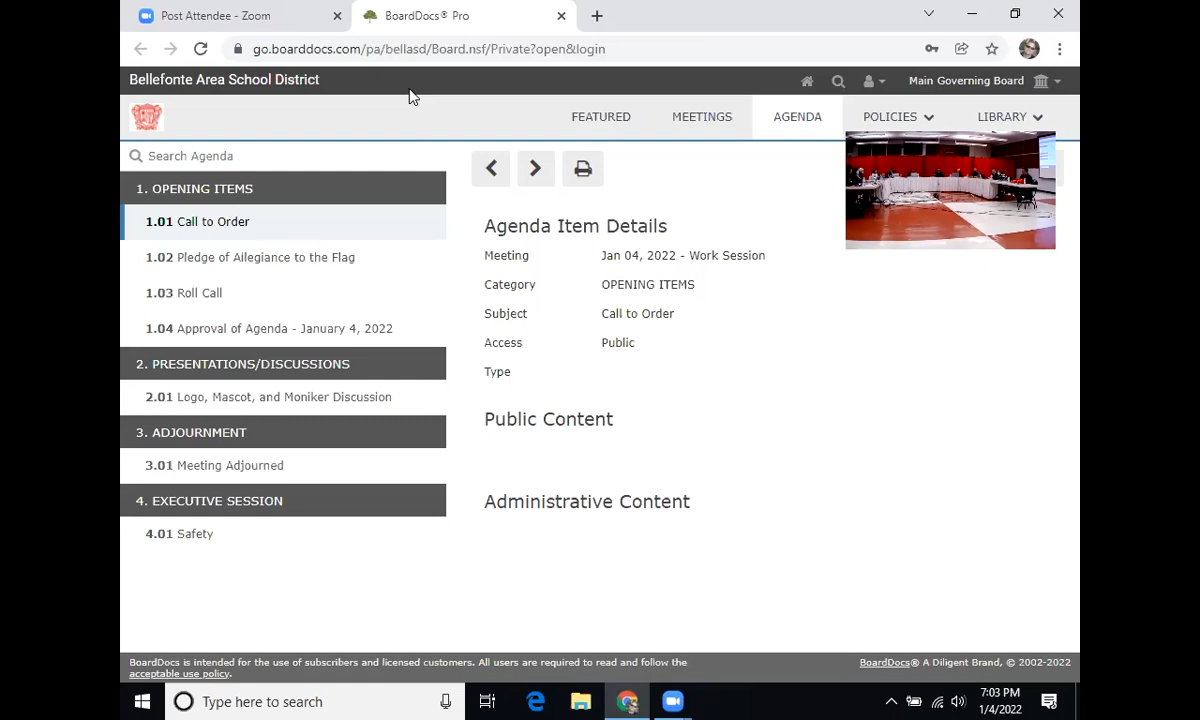 Post Attendee - Zoom
BoardDocs® Pro
go.boarddocs.com/pa/bellasd/Board.nsf/Private?open&login
Bellefonte Area School District
Main Governing Board
FEATURED
MEETINGS
AGENDA
POLICIES
LIBRARY
Search Agenda
1. OPENING ITEMS
1.01 Call to Order
1.02 Pledge of Allegiance to the Flag
1.03 Roll Call
1.04 Approval of Agenda - January 4, 2022
2. PRESENTATIONS/DISCUSSIONS
2.01 Logo, Mascot, and Moniker Discussion
3. ADJOURNMENT
3.01 Meeting Adjourned
4. EXECUTIVE SESSION
4.01 Safety
Agenda Item Details
Meeting Jan 04, 2022 - Work Session
Category OPENING ITEMS
Subject Call to Order
Access Public
Type
Public Content
Administrative Content
BoardDocs is intended for the use of subscribers and licensed customers. All users are required to read and follow the
acceptable use policy.
BoardDocs® A Diligent Brand, © 2002-2022
Type here to search
7:03 PM
1/4/2022